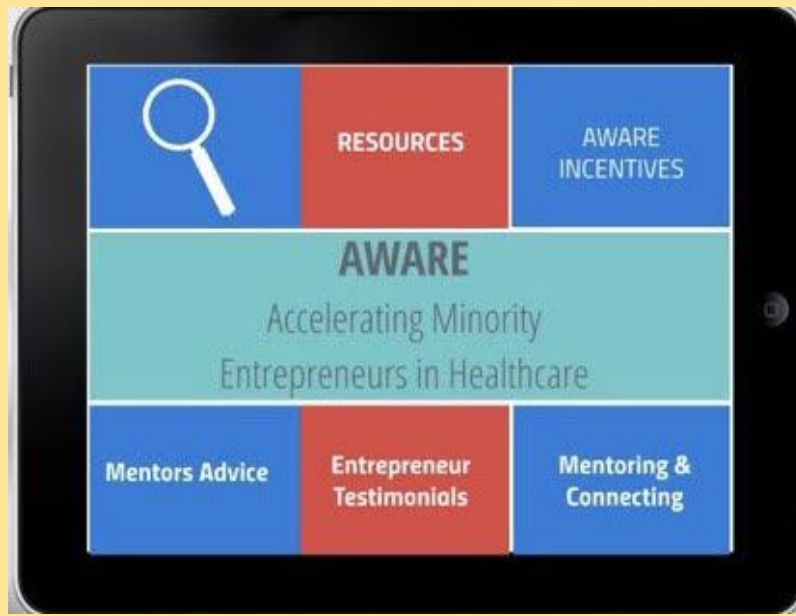 RESOURCES
AWARE
INCENTIVES
AWARE
Accelerating Minority
Entrepreneurs in Healthcare
Mentors Advice
Entrepreneur
Testimonials
Mentoring &
Connecting